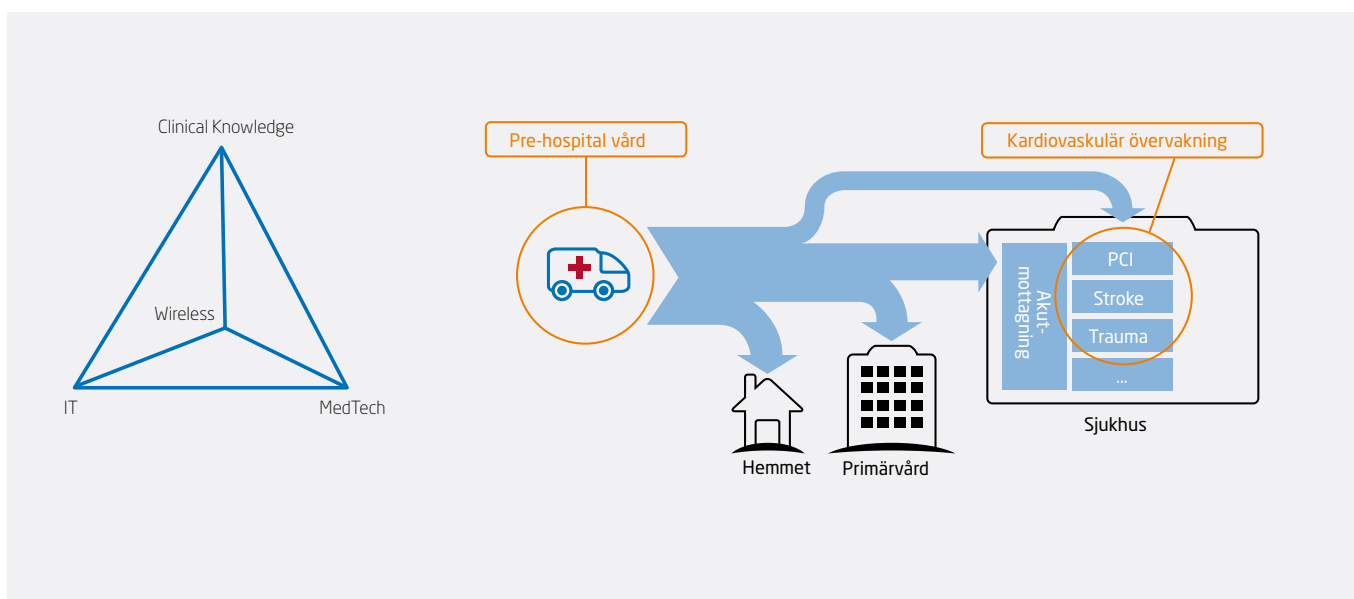 Clinical Knowledge
Wireless
IT
MedTech
Pre-hospital vård
Kardiovaskulär övervakning
Akut-
mottagning
PCI
Stroke
Trauma
...
Sjukhus
Hemmet
Primärvård